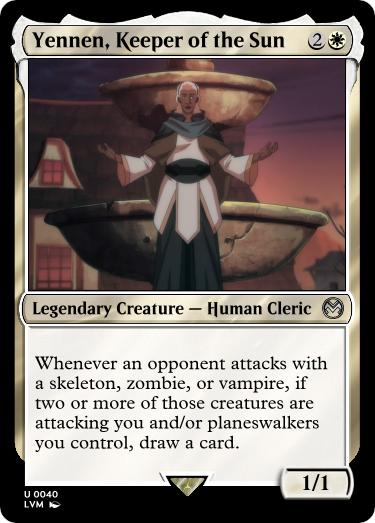 Yennen, Keeper of the Sun 2
Legendary Creature — Human Cleric
Whenever an opponent attacks with
a skeleton, zombie, or vampire, if
two or more of those creatures are
attacking you and/or planeswalkers
you control, draw a card.
1/1
U 0040
LVM